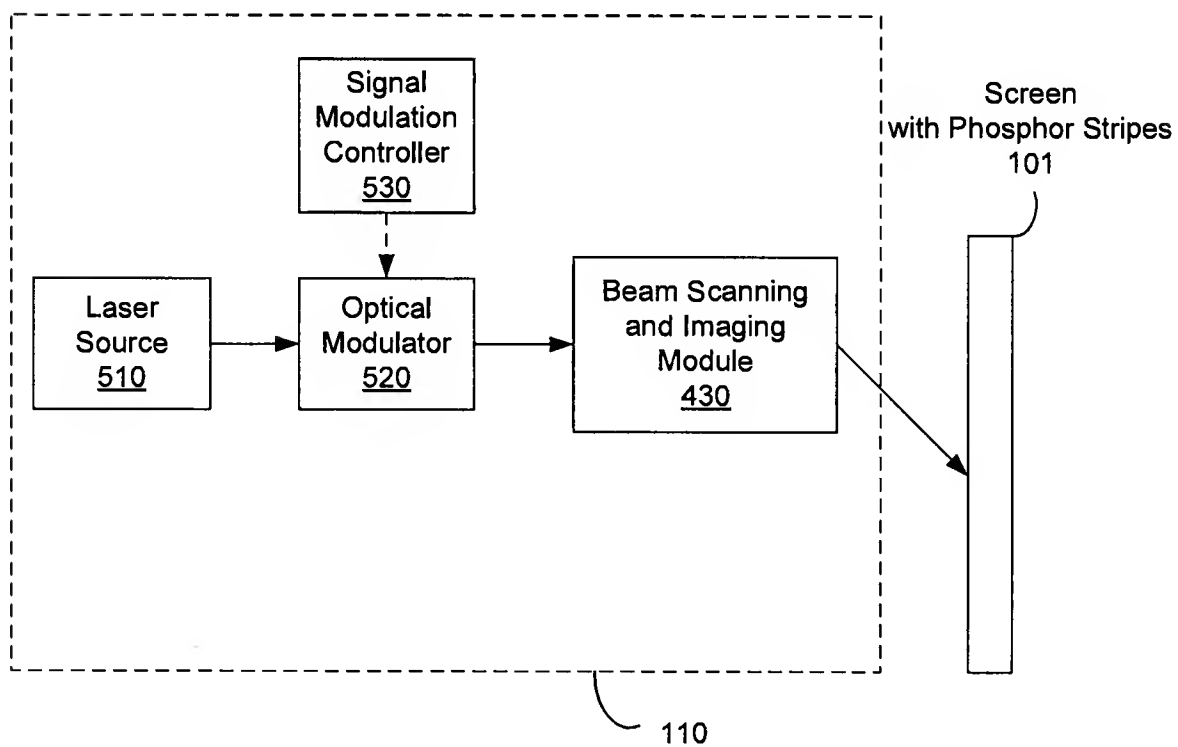 Signal
Modulation
Controller
530
Screen
with Phosphor Stripes
101
Laser
Source
510
Optical
Modulator
520
Beam Scanning
and Imaging
Module
430
110